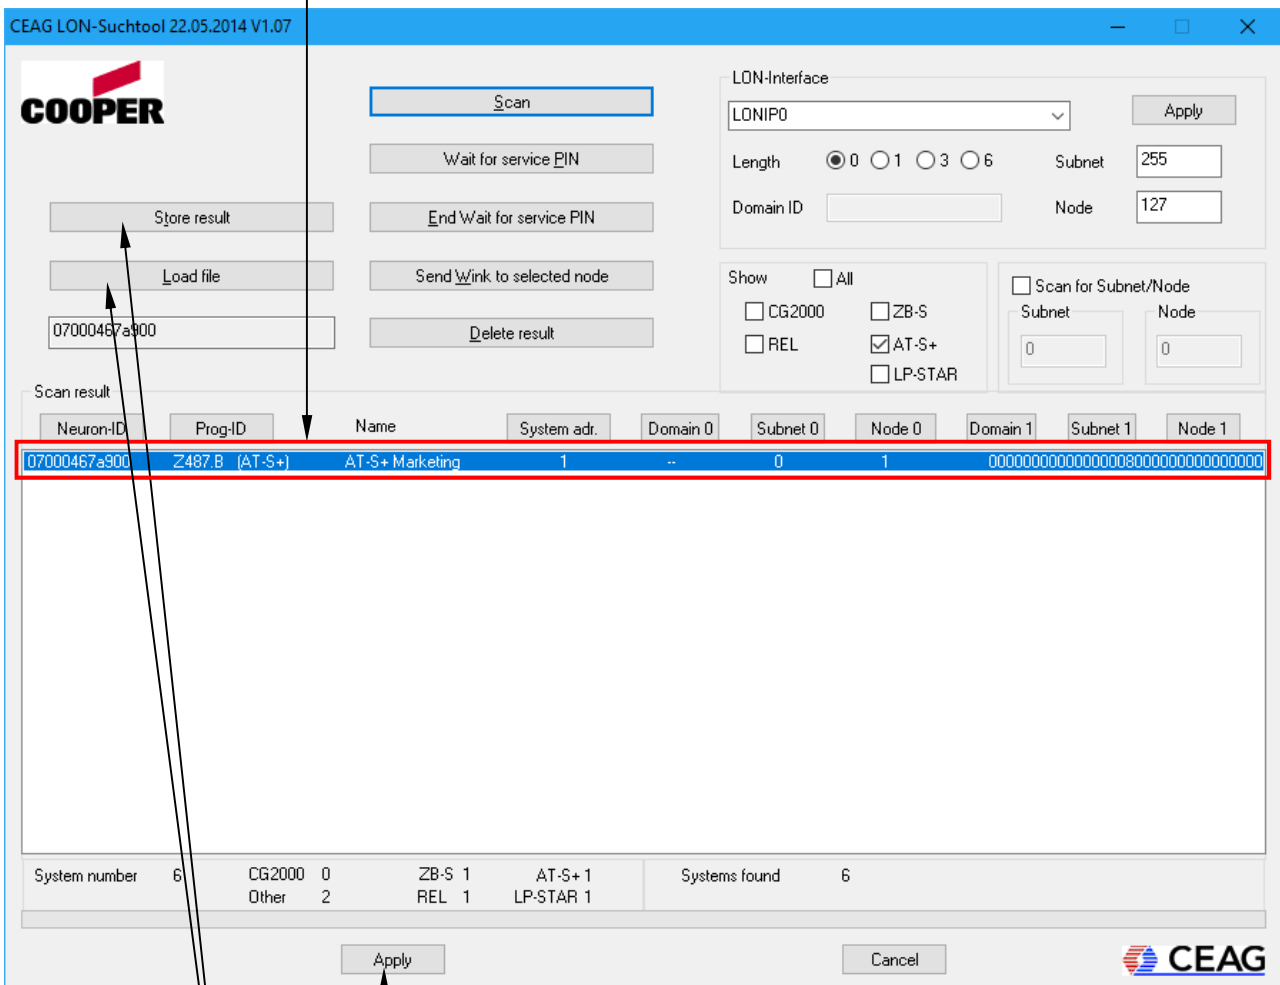 CEAG LON-Suchtool 22.05.2014 V1.07
COOPER
Scan
Wait for service PIN
Store result
End Wait for service PIN
Load file
Send Wink to selected node
07000467a900
Delete result
LON-Interface
LONIP0
Apply
Length 0 1 3 6 Subnet 255
Domain ID Node 127
Show All
CG2000 ZB-S
REL AT-S+
LP-STAR
Scan for Subnet/Node
Subnet Node
0 0
Scan result
Neuron-ID Prog-ID Name System adr. Domain 0 Subnet 0 Node 0 Domain 1 Subnet 1 Node 1
07000467a900 Z487.B (AT-S+) AT-S+ Marketing 1 -- 0 1 00000000000000008000000000000000
System number 6 CG2000 0 ZB-S 1 AT-S+ 1 Systems found 6
Other 2 REL 1 LP-STAR 1
Apply Cancel
CEAG